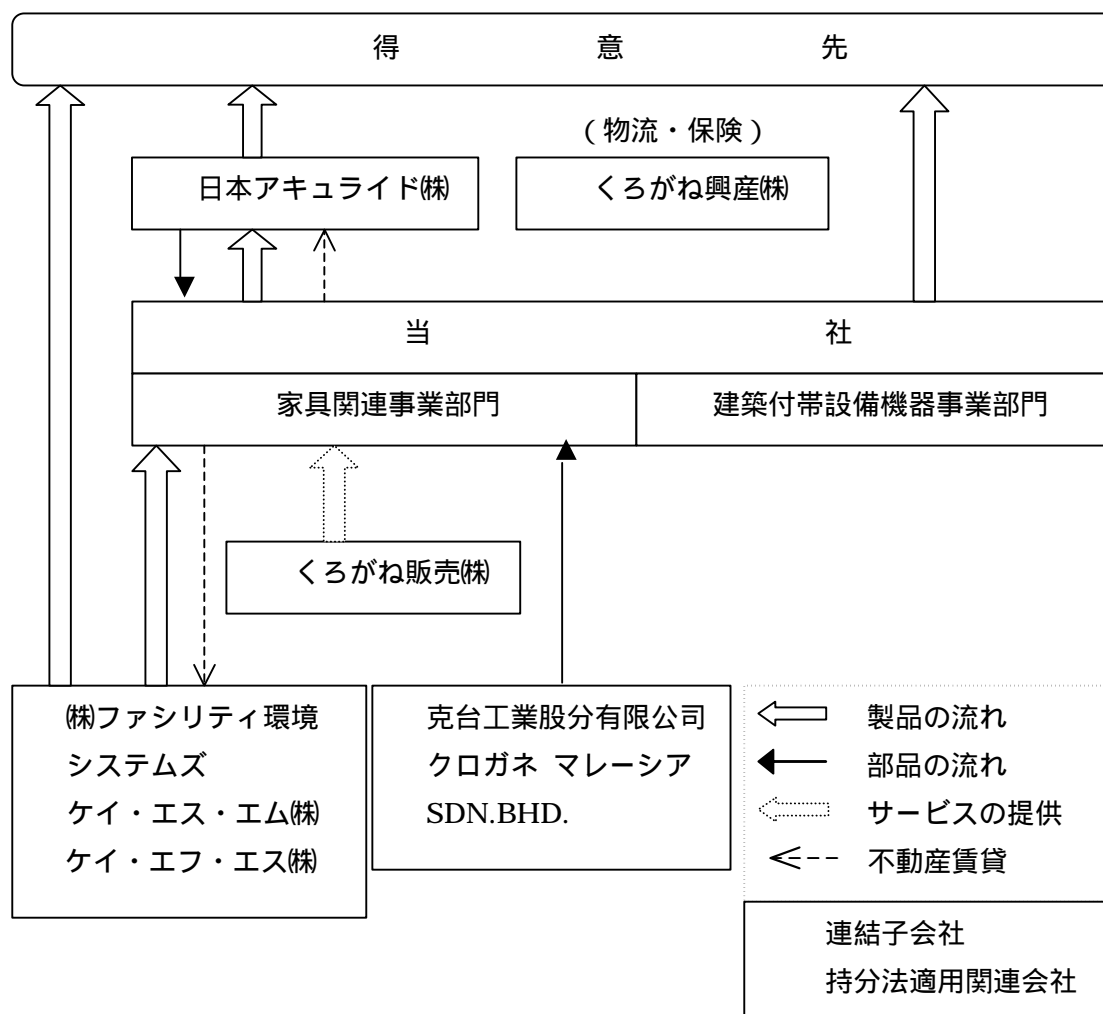 得 意 先
(物流・保険)
日本アキュライド㈱
くろがね興産㈱
当 社
家具関連事業部門
建築付帯設備機器事業部門
くろがね販売㈱
㈱ファシリティ環境
システムズ
ケイ・エス・エム㈱
ケイ・エフ・エス㈱
克台工業股分有限公司
クロガネ マレーシア
SDN.BHD.
製品の流れ
部品の流れ
サービスの提供
不動産賃貸
連結子会社
持分法適用関連会社